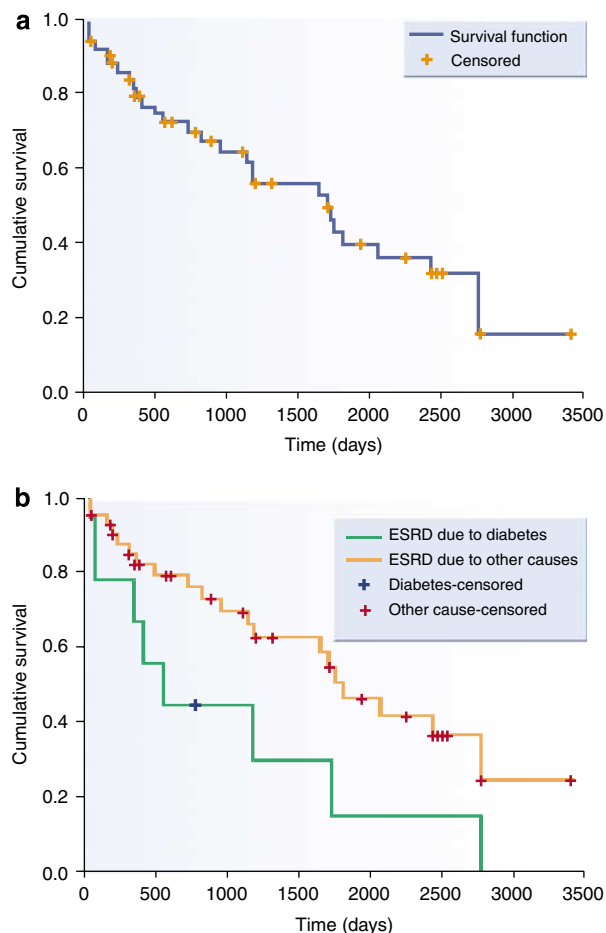 a
1.0
0.8
0.6
0.4
0.2
0.0
Cumulative survival
Survival function
Censored
0 500 1000 1500 2000 2500 3000 3500
Time (days)
b
1.0
0.8
0.6
0.4
0.2
0.0
Cumulative survival
ESRD due to diabetes
ESRD due to other causes
Diabetes-censored
Other cause-censored
0 500 1000 1500 2000 2500 3000 3500
Time (days)